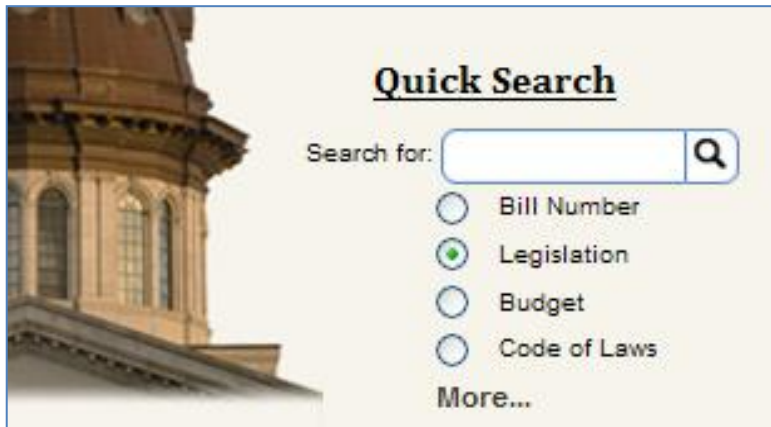 Quick Search
Search for:
Bill Number
Legislation
Budget
Code of Laws
More...